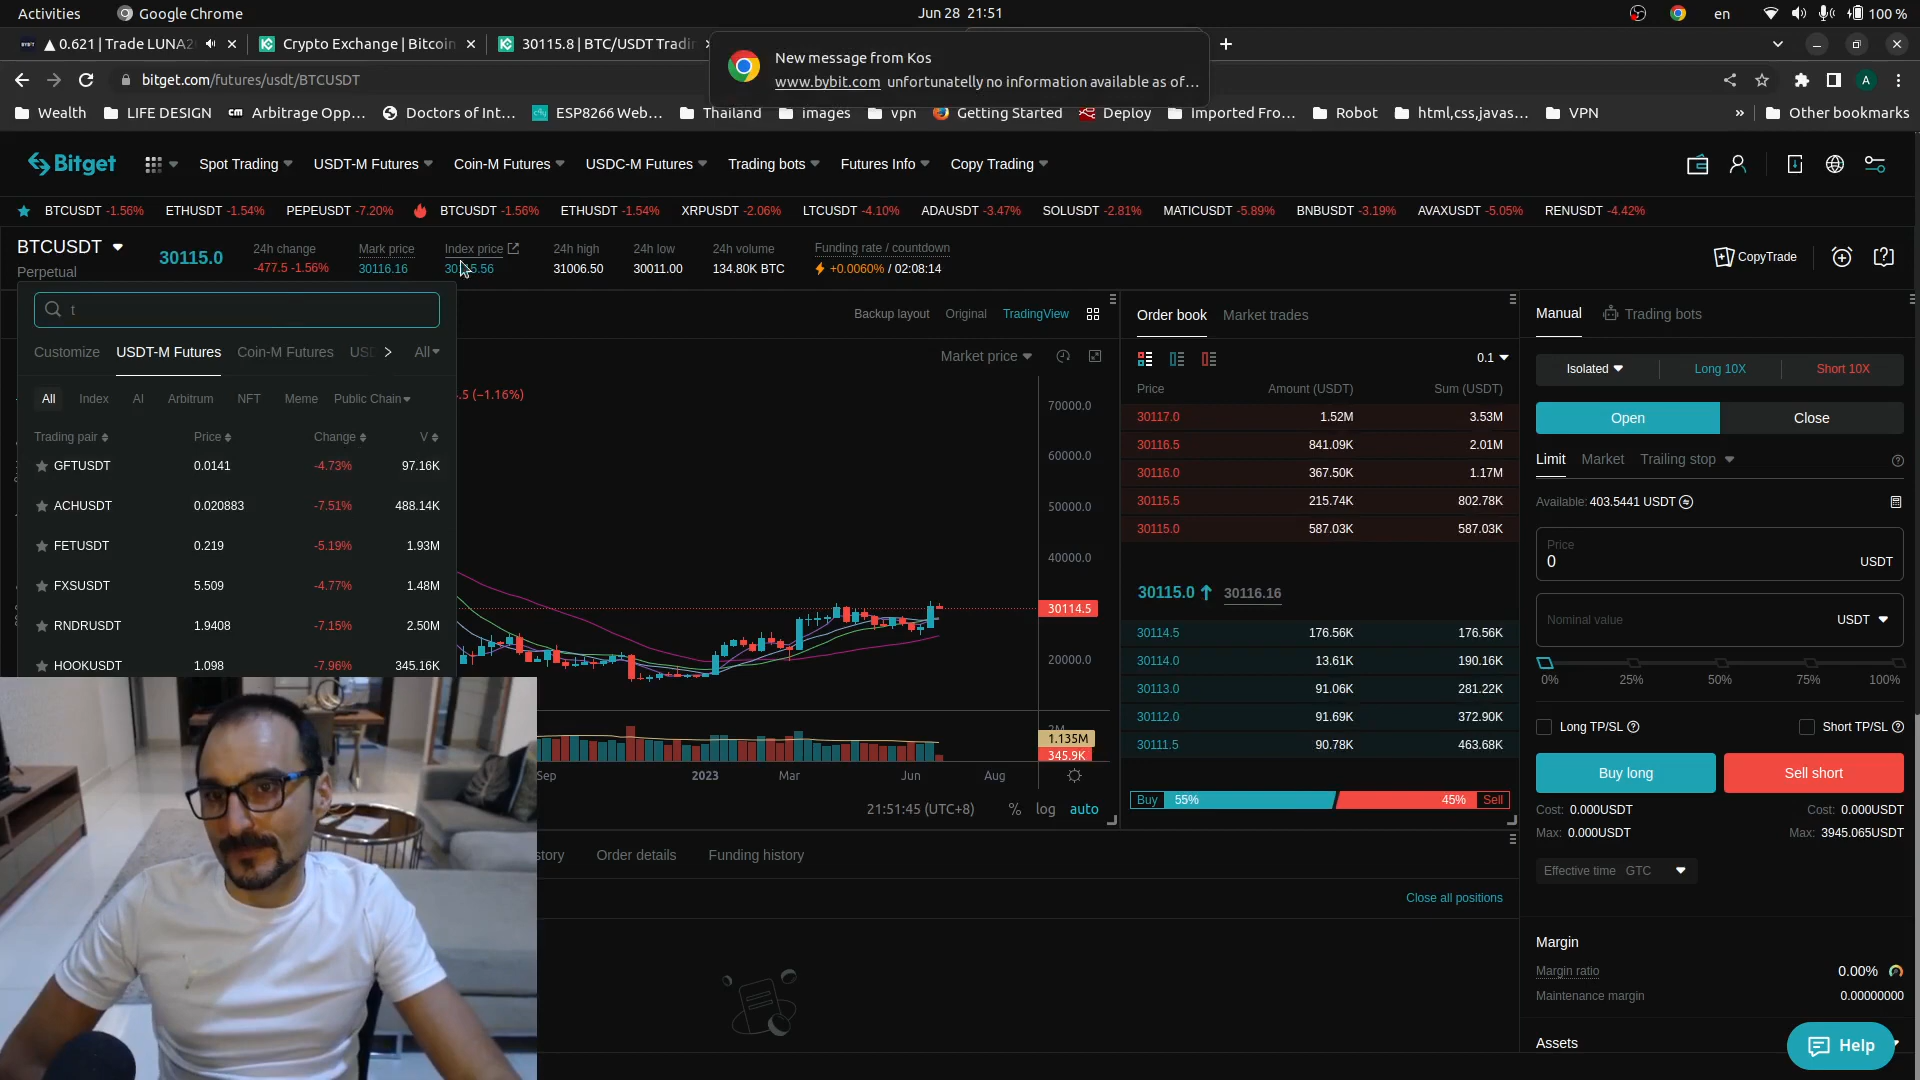 Activities
Google Chrome
Jun 28 21:51
en
100 %
0.621 | Trade LUNA2
Crypto Exchange | Bitcoin
30115.8 | BTC/USDT Tradin
New message from Kos
www.bybit.com unfortunatelly no information available as of…
bitget.com/futures/usdt/BTCUSDT
A
Wealth
LIFE DESIGN
cm Arbitrage Opp…
Doctors of Int…
ESP8266 Web…
Thailand
images
vpn
Getting Started
Deploy
Imported Fro…
Robot
html,css,javas…
VPN
»
Other bookmarks
Bitget
Spot Trading
USDT-M Futures
Coin-M Futures
USDC-M Futures
Trading bots
Futures Info
Copy Trading
BTCUSDT -1.56%
ETHUSDT -1.54%
PEPEUSDT -7.20%
BTCUSDT -1.56%
ETHUSDT -1.54%
XRPUSDT -2.06%
LTCUSDT -4.10%
ADAUSDT -3.47%
SOLUSDT -2.81%
MATICUSDT -5.89%
BNBUSDT -3.19%
AVAXUSDT -5.05%
RENUSDT -4.42%
BTCUSDT
Perpetual
30115.0
24h change
-477.5 -1.56%
Mark price
30116.16
Index price
24h high
31006.50
24h low
30011.00
24h volume
134.80K BTC
Funding rate / countdown
+0.0060% / 02:08:14
CopyTrade
t
Customize
USDT-M Futures
Coin-M Futures
USD
All
All
Index
AI
Arbitrum
NFT
Meme
Public Chain
Trading pair
Price
Change
V
GFTUSDT 0.0141 -4.73% 97.16K
ACHUSDT 0.020883 -7.51% 488.14K
FETUSDT 0.219 -5.19% 1.93M
FXSUSDT 5.509 -4.77% 1.48M
RNDRUSDT 1.9408 -7.15% 2.50M
HOOKUSDT 1.098 -7.96% 345.16K
Backup layout
Original
TradingView
Market price
.5 (−1.16%)
70000.0
60000.0
50000.0
40000.0
30114.5
20000.0
1.135M
345.9K
Sep
2023
Mar
Jun
Aug
21:51:45 (UTC+8)
%
log
auto
Order book
Market trades
0.1
Price
Amount (USDT)
Sum (USDT)
30117.0 1.52M 3.53M
30116.5 841.09K 2.01M
30116.0 367.50K 1.17M
30115.5 215.74K 802.78K
30115.0 587.03K 587.03K
30115.0 30116.16
30114.5 176.56K 176.56K
30114.0 13.61K 190.16K
30113.0 91.06K 281.22K
30112.0 91.69K 372.90K
30111.5 90.78K 463.68K
Buy 55%
45% Sell
Manual
Trading bots
Isolated
Long 10X
Short 10X
Open
Close
Limit
Market
Trailing stop
Available: 403.5441 USDT
Price
0
USDT
Nominal value
USDT
0%
25%
50%
75%
100%
Long TP/SL
Short TP/SL
Buy long
Sell short
Cost: 0.000USDT
Cost: 0.000USDT
Max: 0.000USDT
Max: 3945.065USDT
Effective time GTC
Margin
Margin ratio 0.00%
Maintenance margin 0.00000000
Assets
Help
story
Order details
Funding history
Close all positions